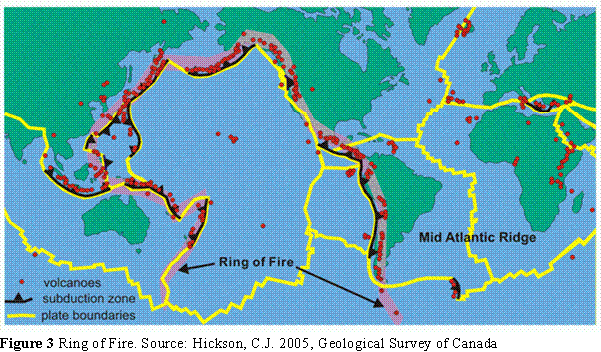 Mid Atlantic Ridge
Ring of Fire
volcanoes
subduction zone
plate boundaries
Figure 3 Ring of Fire. Source: Hickson, C.J. 2005, Geological Survey of Canada